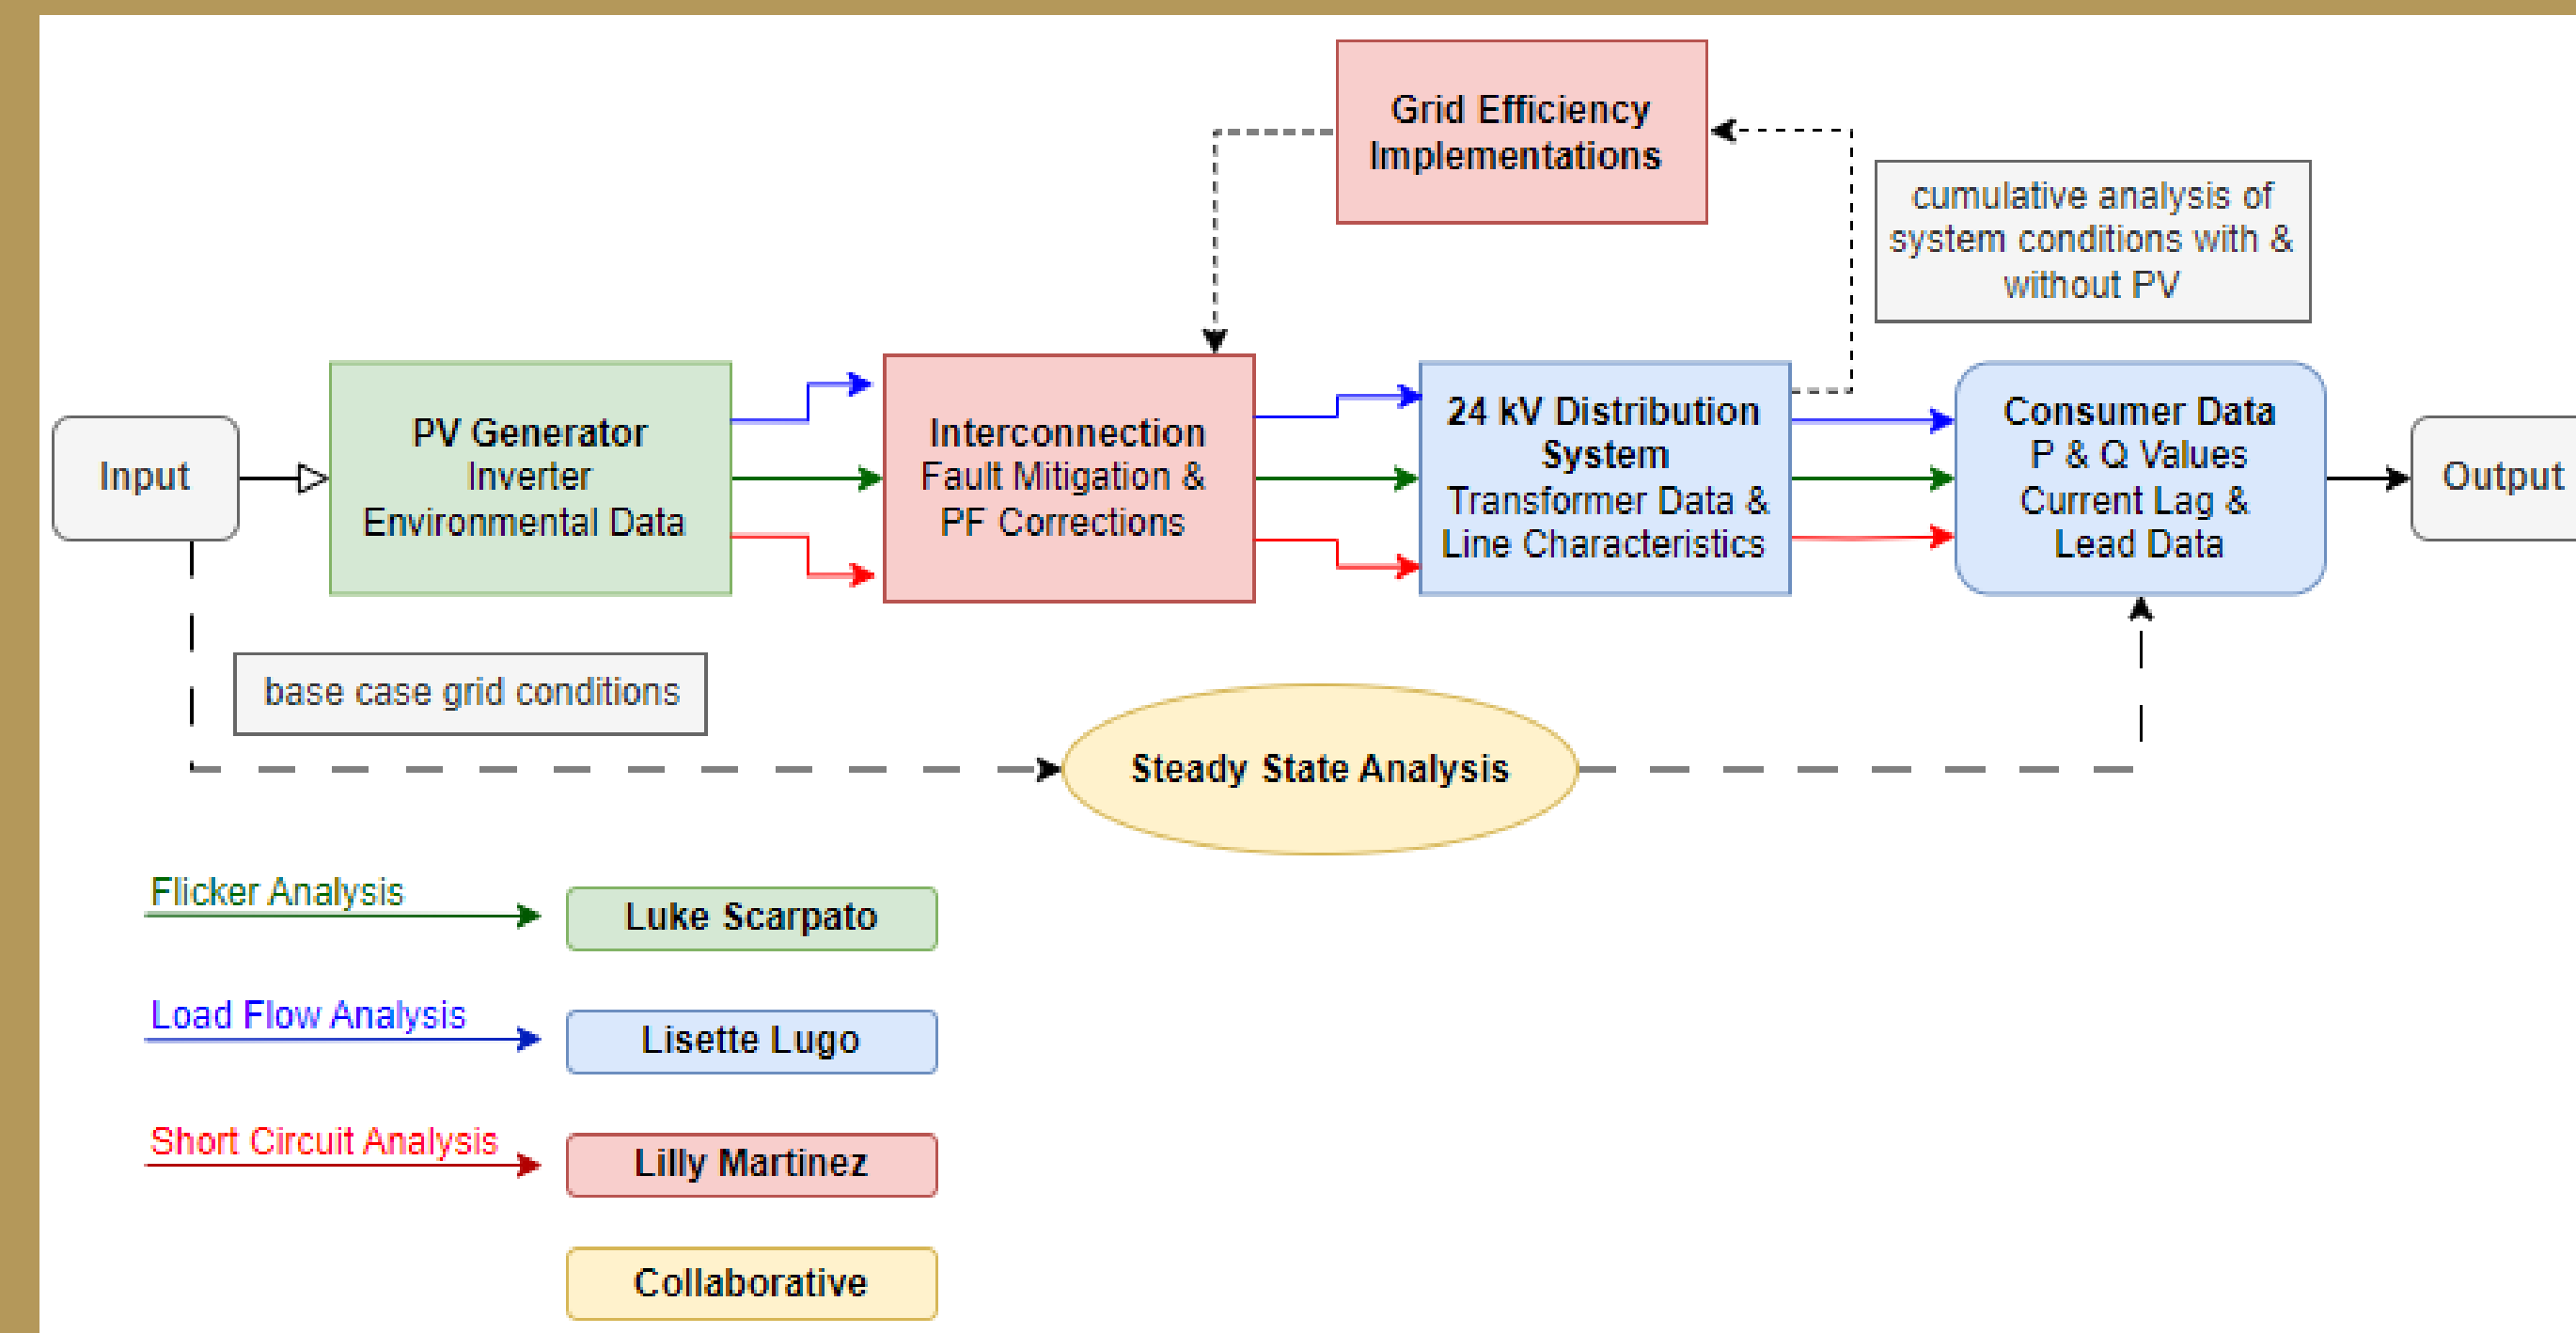 Grid Efficiency
Implementations
cumulative analysis of
system conditions with &
without PV
Input
PV Generator
Inverter
Environmental Data
Interconnection
Fault Mitigation &
PF Corrections
24 kV Distribution
System
Transformer Data &
Line Characteristics
Consumer Data
P & Q Values
Current Lag &
Lead Data
Output
base case grid conditions
Steady State Analysis
Flicker Analysis
Luke Scarpato
Load Flow Analysis
Lisette Lugo
Short Circuit Analysis
Lilly Martinez
Collaborative